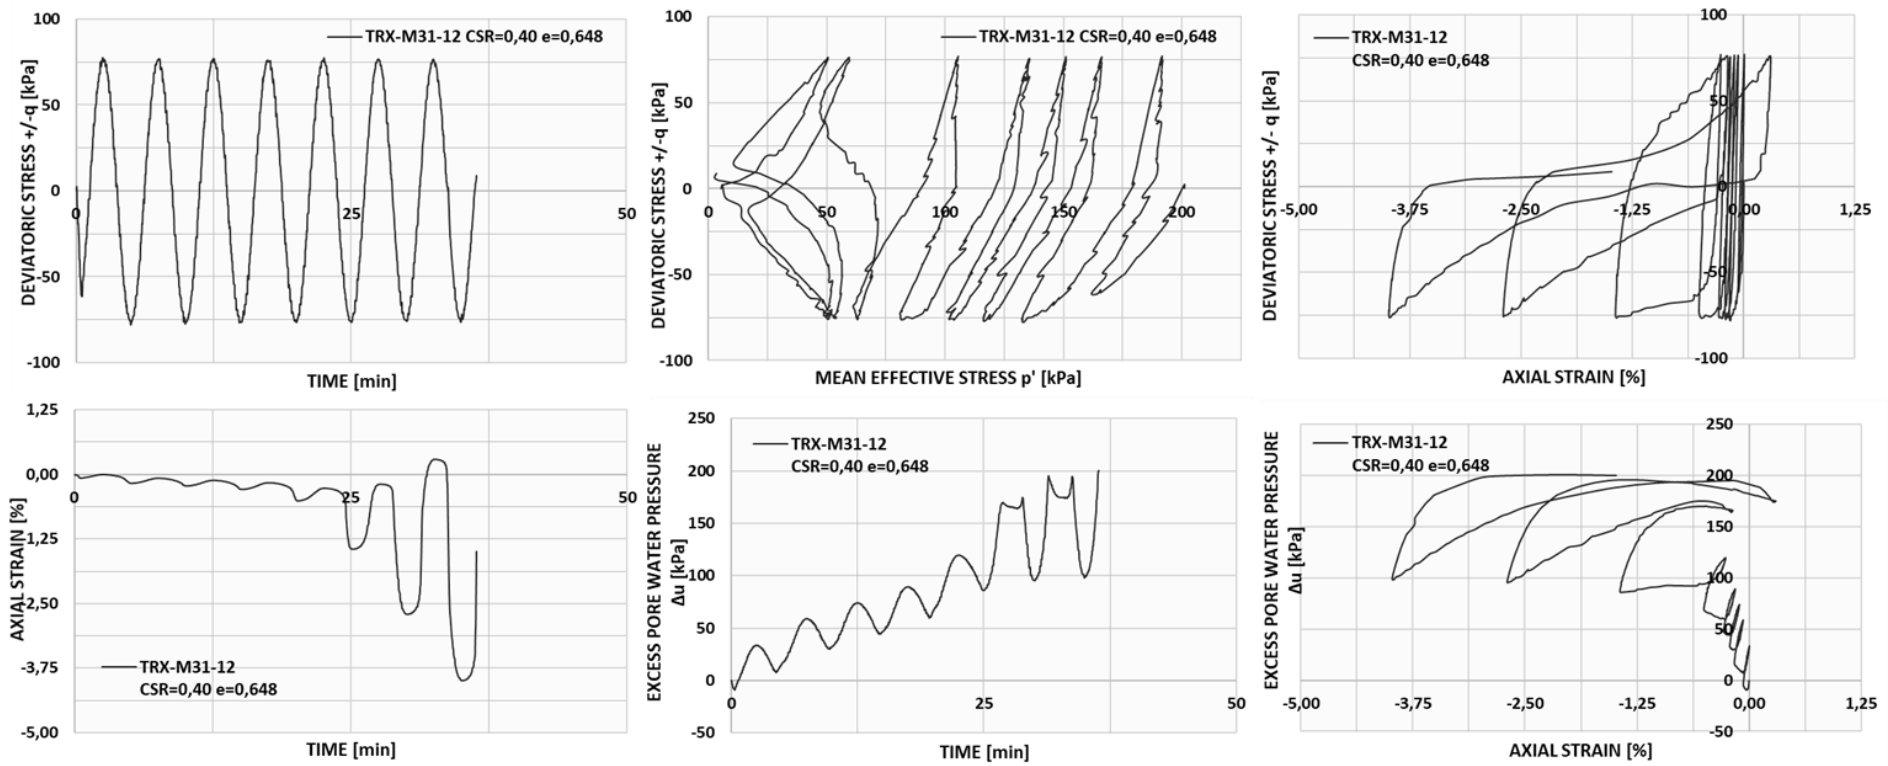 100
50
0
-50
-100
0
25
50
DEVIATORIC STRESS +/-q [kPa]
TIME [min]
TRX-M31-12 CSR=0,40 e=0,648
100
50
0
-50
-100
0
50
100
150
200
DEVIATORIC STRESS +/-q [kPa]
MEAN EFFECTIVE STRESS p' [kPa]
TRX-M31-12 CSR=0,40 e=0,648
100
50
0
-50
-100
-5,00
-3,75
-2,50
-1,25
0,00
1,25
DEVIATORIC STRESS +/- q [kPa]
AXIAL STRAIN [%]
TRX-M31-12
CSR=0,40 e=0,648
1,25
0,00
-1,25
-2,50
-3,75
-5,00
0
25
50
AXIAL STRAIN [%]
TIME [min]
TRX-M31-12
CSR=0,40 e=0,648
250
200
150
100
50
0
-50
0
25
50
EXCESS PORE WATER PRESSURE
Δu [kPa]
TIME [min]
TRX-M31-12
CSR=0,40 e=0,648
250
200
150
100
50
0
-50
-5,00
-3,75
-2,50
-1,25
0,00
1,25
EXCESS PORE WATER PRESSURE
Δu [kPa]
AXIAL STRAIN [%]
TRX-M31-12
CSR=0,40 e=0,648